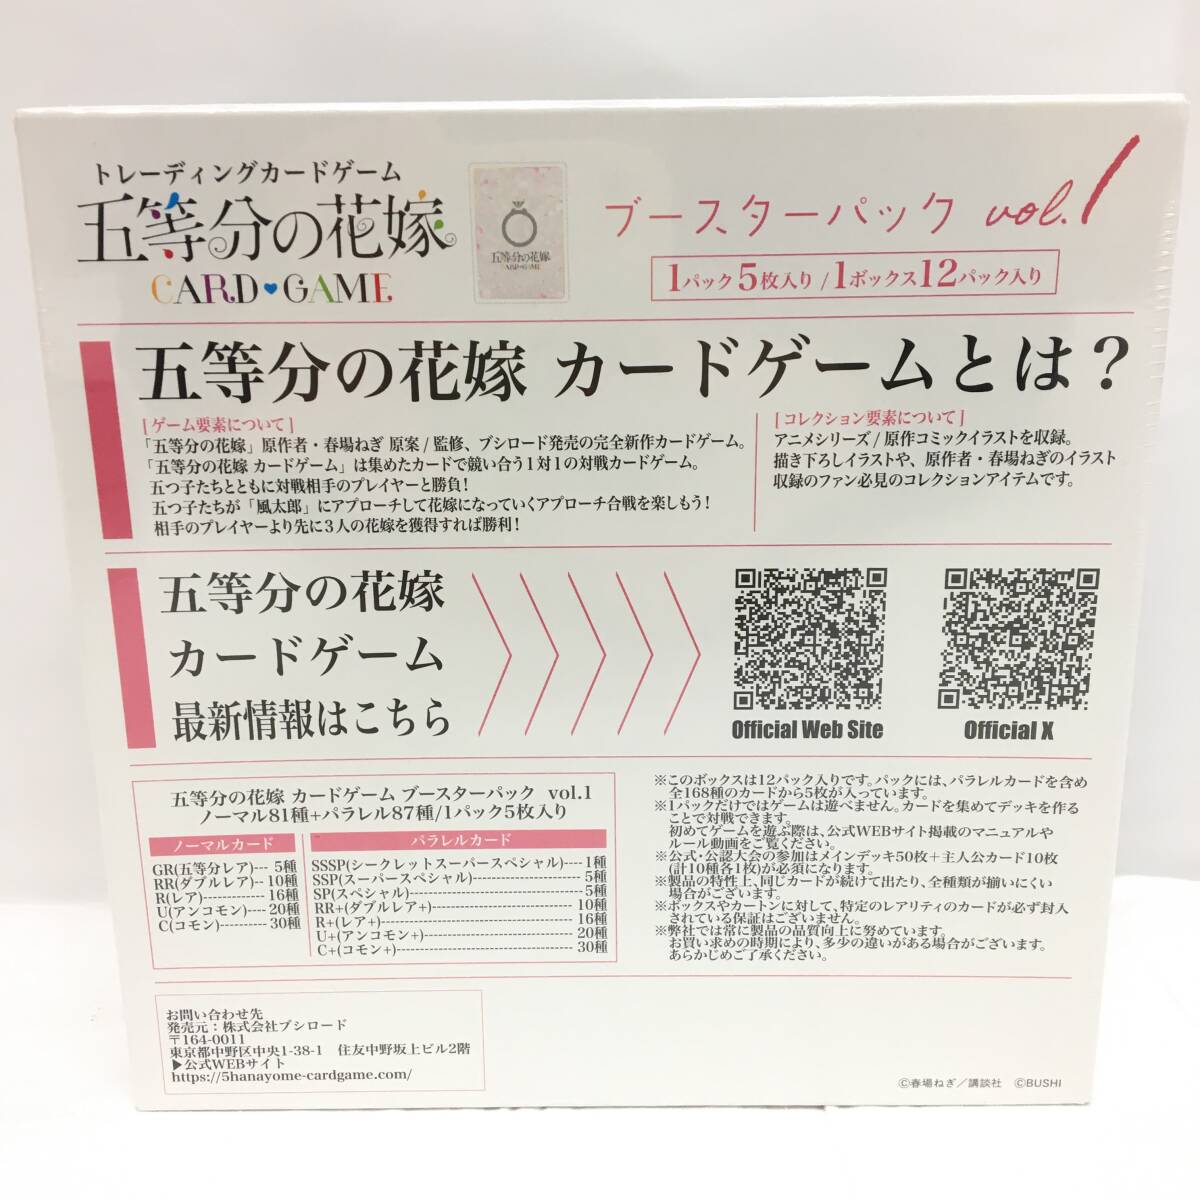 トレーディングカードゲーム
五等分の花嫁
CARD♥GAME
五等分の花嫁
CARD♥GAME
ブースターパック vol.1
1パック5枚入り/1ボックス12パック入り
五等分の花嫁 カードゲームとは？
[ゲーム要素について]
「五等分の花嫁」原作者・春場ねぎ 原案/監修、ブシロード発売の完全新作カードゲーム。
「五等分の花嫁 カードゲーム」は集めたカードで競い合う1対1の対戦カードゲーム。
五つ子たちとともに対戦相手のプレイヤーと勝負！
五つ子たちが「風太郎」にアプローチして花嫁になっていくアプローチ合戦を楽しもう！
相手のプレイヤーより先に3人の花嫁を獲得すれば勝利！
[コレクション要素について]
アニメシリーズ/原作コミックイラストを収録。
描き下ろしイラストや、原作者・春場ねぎのイラスト
収録のファン必見のコレクションアイテムです。
五等分の花嫁
カードゲーム
最新情報はこちら
Official Web Site
Official X
五等分の花嫁 カードゲーム ブースターパック vol.1
ノーマル81種+パラレル87種/1パック5枚入り
ノーマルカード
GR(五等分レア)--- 5種
RR(ダブルレア)-- 10種
R(レア)------------- 16種
U(アンコモン)---- 20種
C(コモン)----------- 30種
パラレルカード
SSSP(シークレットスーパースペシャル)---- 1種
SSP(スーパースペシャル)---------------------- 5種
SP(スペシャル)---------------------------------- 5種
RR+(ダブルレア+)----------------------------- 10種
R+(レア+)--------------------------------------- 16種
U+(アンコモン+)------------------------------- 20種
C+(コモン+)------------------------------------- 30種
※このボックスは12パック入りです。パックには、パラレルカードを含め
全168種のカードから5枚が入っています。
※1パックだけではゲームは遊べません。カードを集めてデッキを作る
ことで対戦できます。
初めてゲームを遊ぶ際は、公式WEBサイト掲載のマニュアルや
ルール動画をご覧ください。
※公式・公認大会の参加はメインデッキ50枚＋主人公カード10枚
(計10種各1枚)が必須になります。
※製品の特性上、同じカードが続けて出たり、全種類が揃いにくい
場合がございます。
※ボックスやカートンに対して、特定のレアリティのカードが必ず封入
されている保証はございません。
※弊社では常に製品の品質向上に努めています。
お買い求めの時期により、多少の違いがある場合がございます。
あらかじめご了承ください。
お問い合わせ先
発売元：株式会社ブシロード
〒164-0011
東京都中野区中央1-38-1 住友中野坂上ビル2階
▶公式WEBサイト
https://5hanayome-cardgame.com/
©春場ねぎ／講談社 ©BUSHI